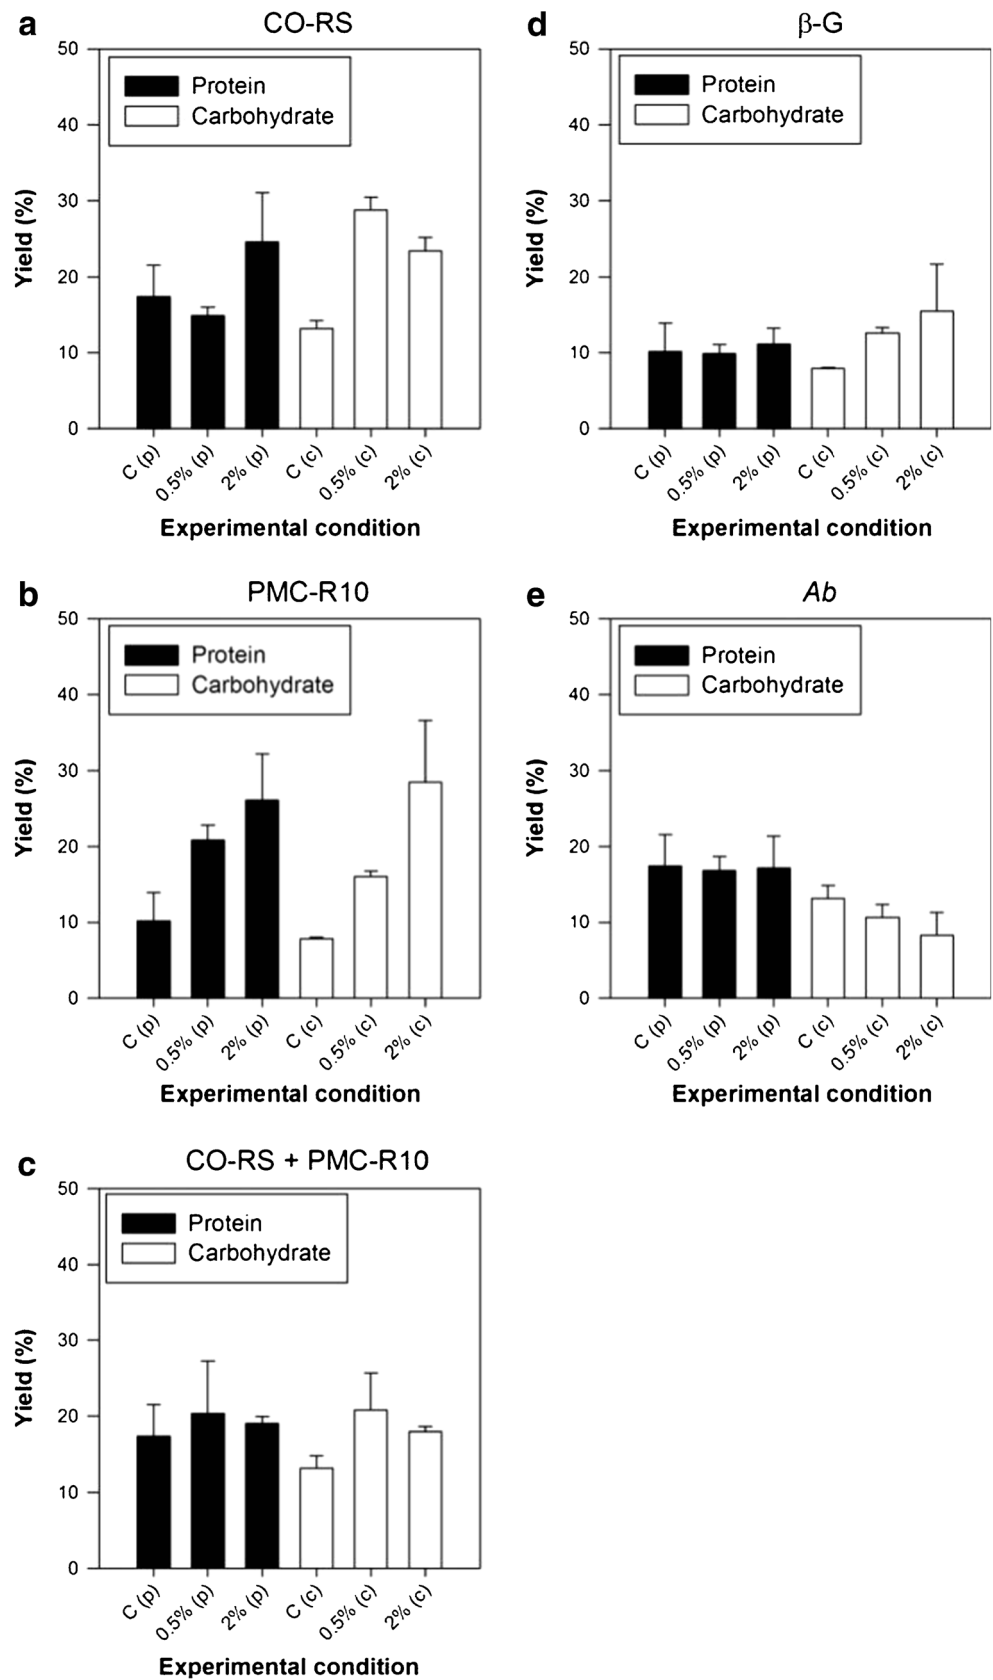 a
CO-RS
50
40
30
20
10
0
Yield (%)
Protein
Carbohydrate
C (p)
0.5% (p)
2% (p)
C (c)
0.5% (c)
2% (c)
Experimental condition
d
β-G
50
40
30
20
10
0
Yield (%)
Protein
Carbohydrate
C (p)
0.5% (p)
2% (p)
C (c)
0.5% (c)
2% (c)
Experimental condition
b
PMC-R10
50
40
30
20
10
0
Yield (%)
Protein
Carbohydrate
C (p)
0.5% (p)
2% (p)
C (c)
0.5% (c)
2% (c)
Experimental condition
e
Ab
50
40
30
20
10
0
Yield (%)
Protein
Carbohydrate
C (p)
0.5% (p)
2% (p)
C (c)
0.5% (c)
2% (c)
Experimental condition
c
CO-RS + PMC-R10
50
40
30
20
10
0
Yield (%)
Protein
Carbohydrate
C (p)
0.5% (p)
2% (p)
C (c)
0.5% (c)
2% (c)
Experimental condition